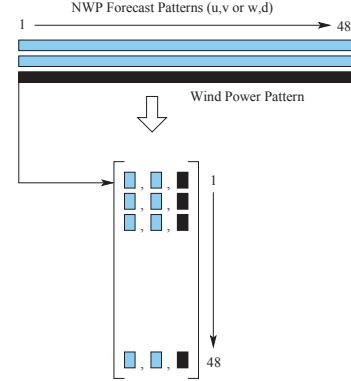 NWP Forecast Patterns (u,v or w,d)
1 48
Wind Power Pattern
, , 1
, ,
, ,
, , 48